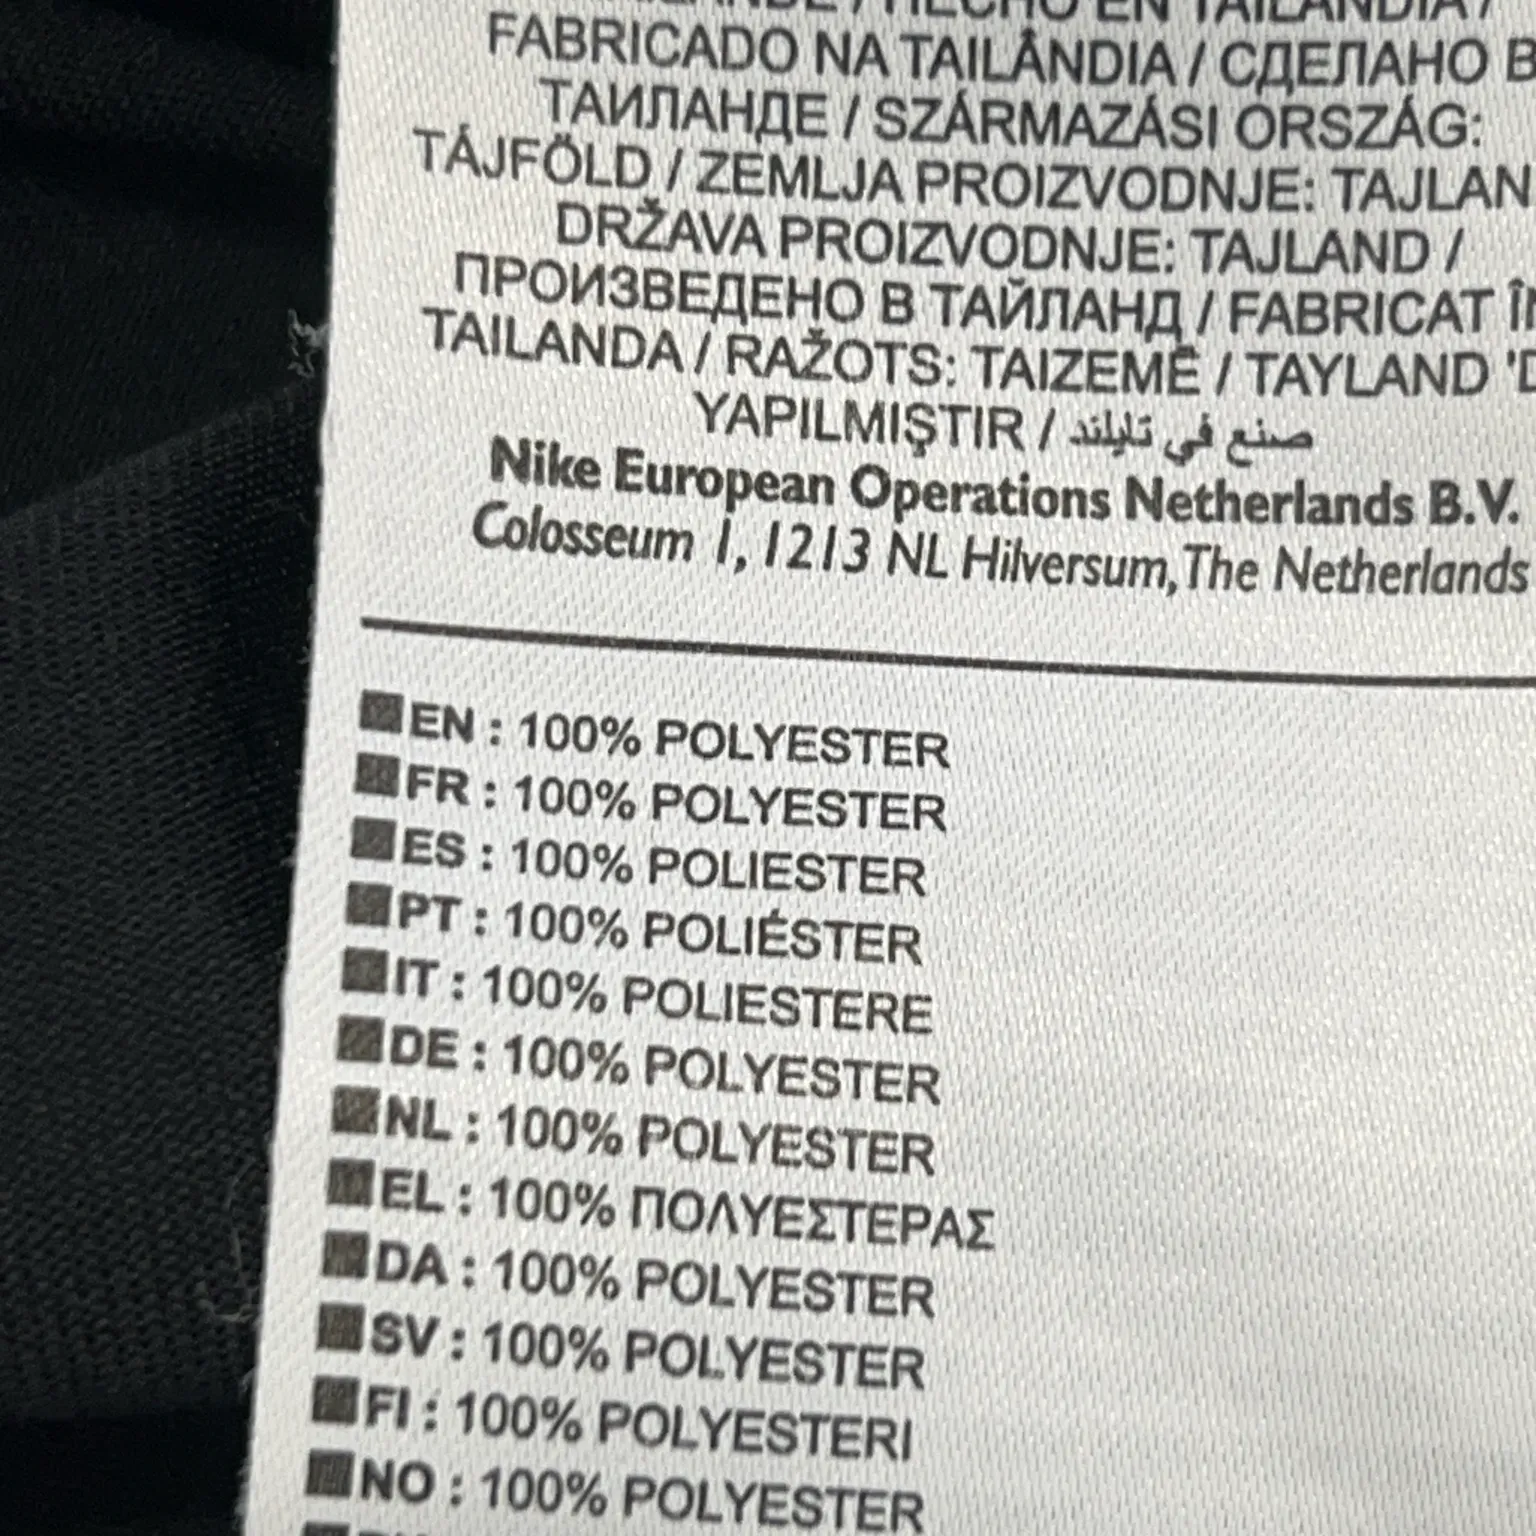 / HECHO EN TAILANDIA /
FABRICADO NA TAILÂNDIA / СДЕЛАНО В
ТАИЛАНДЕ / SZÁRMAZÁSI ORSZÁG:
TÁJFÖLD / ZEMLJA PROIZVODNJE: TAJLAN
DRŽAVA PROIZVODNJE: TAJLAND /
ПРОИЗВЕДЕНО В ТАЙЛАНД / FABRICAT Î
TAILANDA / RAŽOTS: TAIZEMĒ / TAYLAND 'D
YAPILMIŞTIR / صنع في تايلند
Nike European Operations Netherlands B.V.
Colosseum 1, 1213 NL Hilversum, The Netherlands
EN : 100% POLYESTER
FR : 100% POLYESTER
ES : 100% POLIESTER
PT : 100% POLIÉSTER
IT : 100% POLIESTERE
DE : 100% POLYESTER
NL : 100% POLYESTER
EL : 100% ΠΟΛΥΕΣΤΕΡΑΣ
DA : 100% POLYESTER
SV : 100% POLYESTER
FI : 100% POLYESTERI
NO : 100% POLYESTER